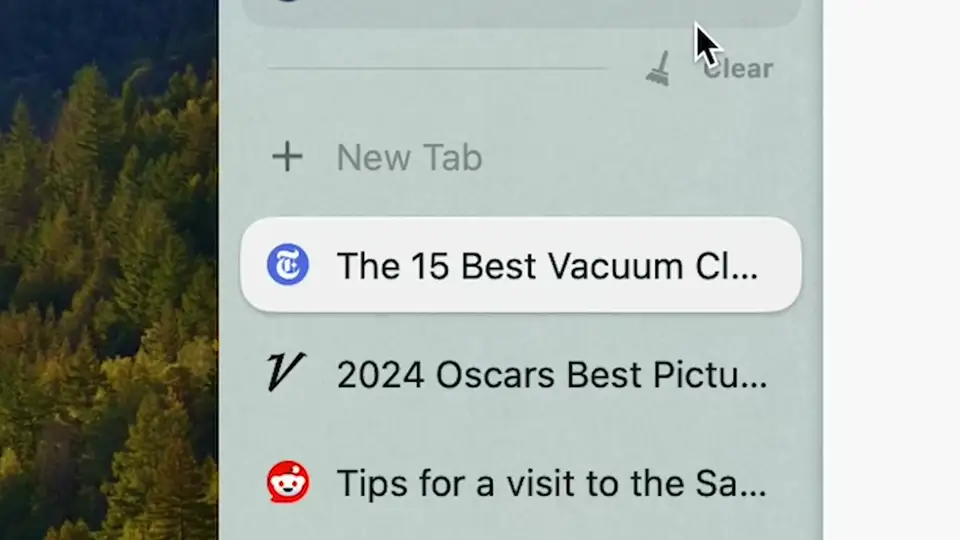 Clear
New Tab
The 15 Best Vacuum Cl...
2024 Oscars Best Pictu...
Tips for a visit to the Sa...